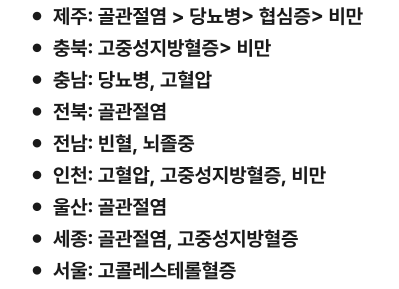 • 제주: 골관절염 > 당뇨병> 협심증> 비만
• 충북: 고중성지방혈증> 비만
• 충남: 당뇨병, 고혈압
• 전북: 골관절염
• 전남: 빈혈, 뇌졸중
• 인천: 고혈압, 고중성지방혈증, 비만
• 울산: 골관절염
• 세종: 골관절염, 고중성지방혈증
• 서울: 고콜레스테롤혈증